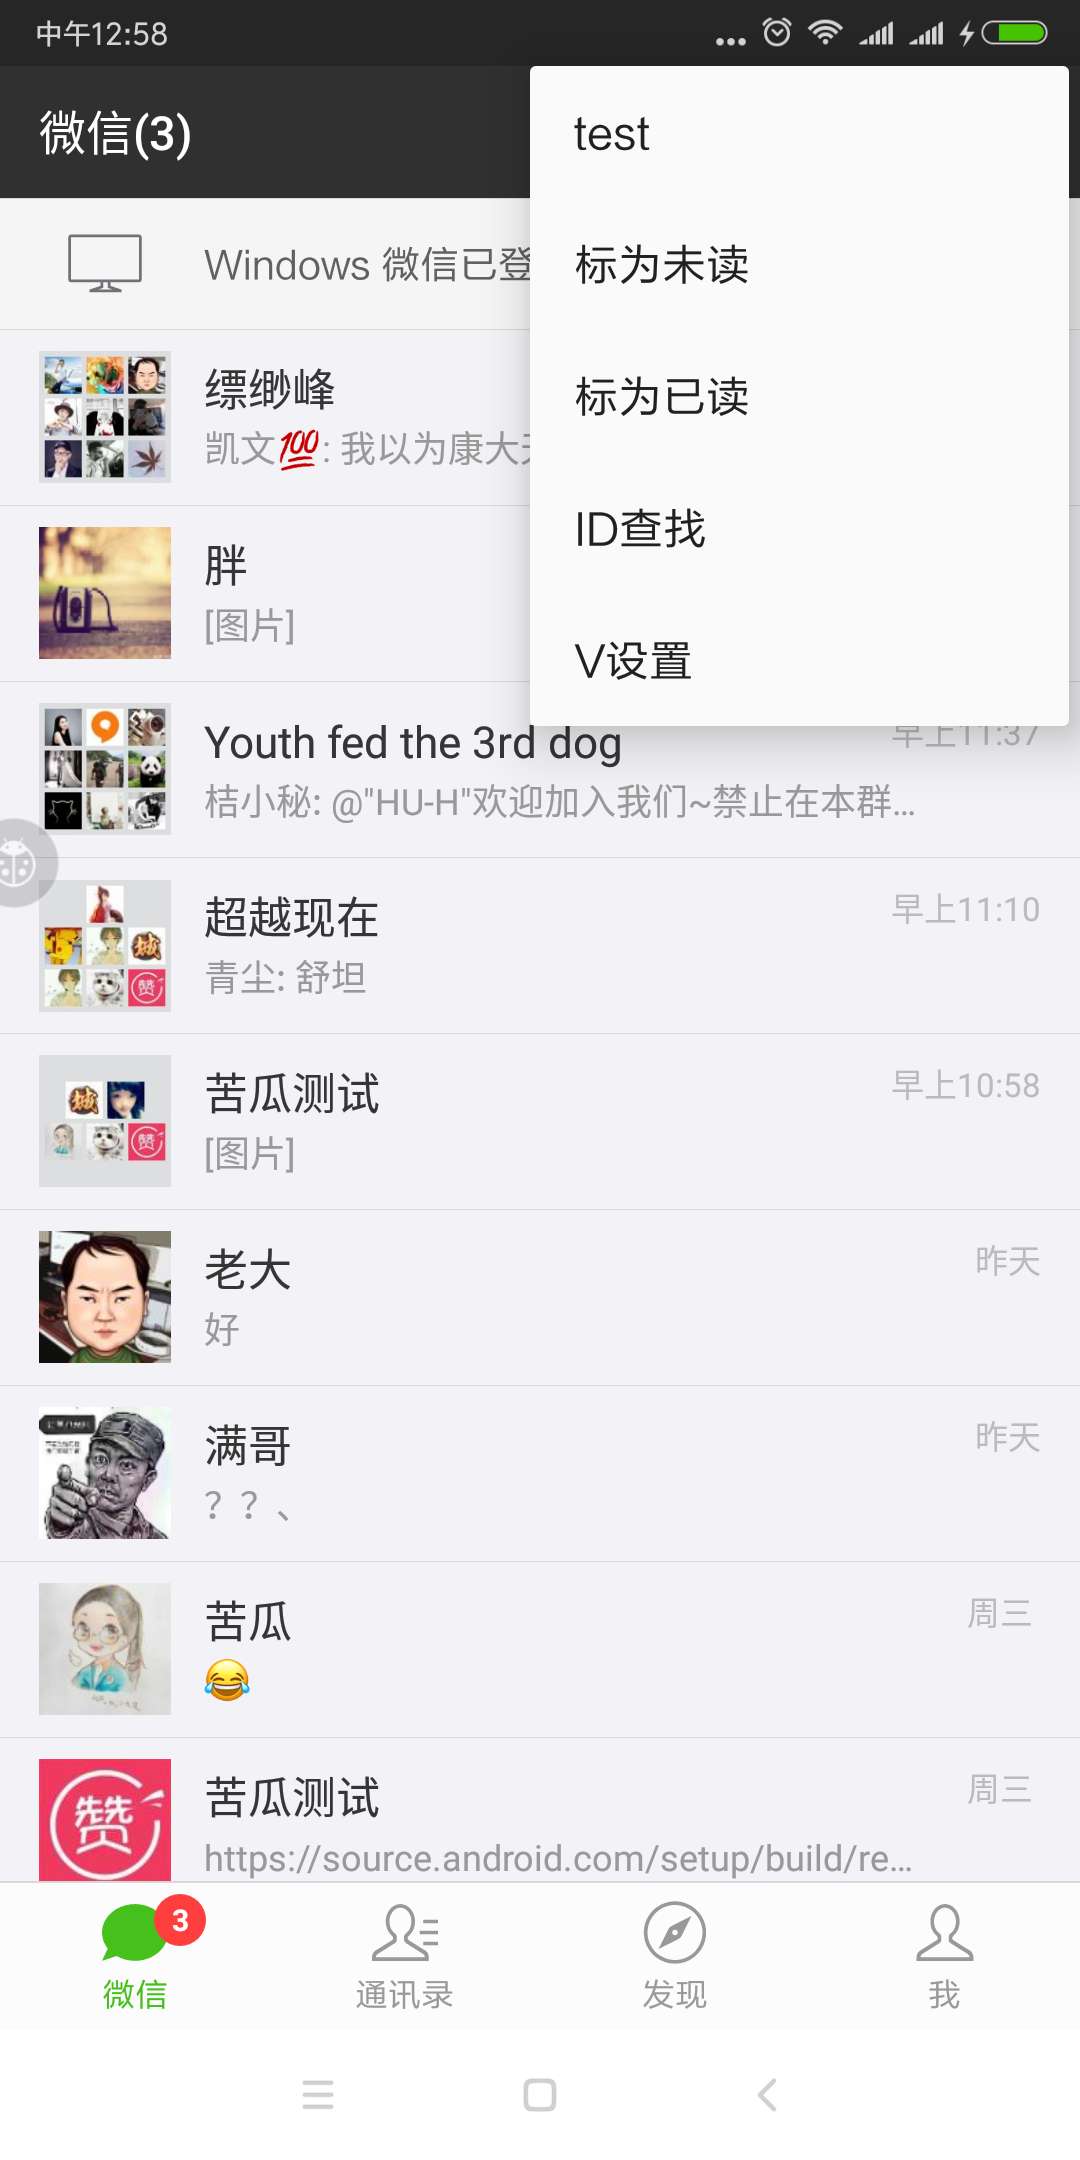 中午12:58
微信(3)
test
标为未读
标为已读
ID查找
V设置
Windows 微信已登
缥缈峰
凯文💯: 我以为康大
胖
[图片]
Youth fed the 3rd dog
早上11:37
桔小秘: @"HU-H"欢迎加入我们~禁止在本群...
超越现在
早上11:10
青尘: 舒坦
苦瓜测试
早上10:58
[图片]
老大
昨天
好
满哥
昨天
？？、
苦瓜
周三
😂
赞
苦瓜测试
周三
https://source.android.com/setup/build/re...
3
微信
通讯录
发现
我